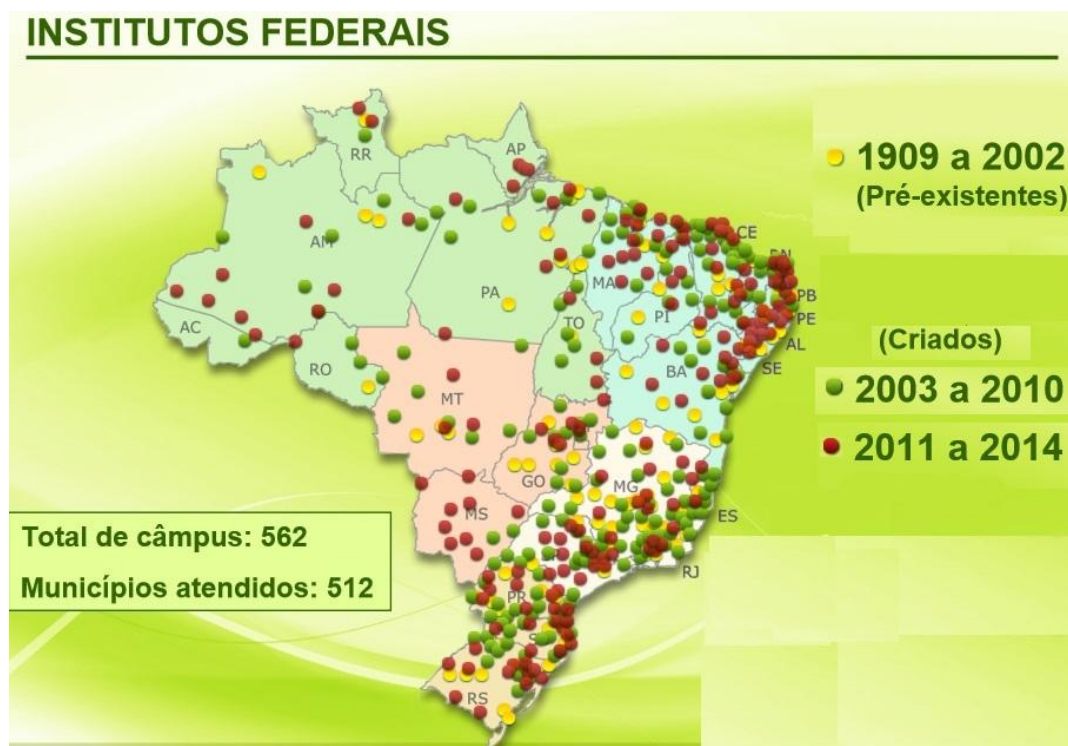 INSTITUTOS FEDERAIS
1909 a 2002
(Pré-existentes)
(Criados)
2003 a 2010
2011 a 2014
Total de câmpus: 562
Municípios atendidos: 512
RR
AP
AM
PA
MA
CE
RN
PB
PE
AL
SE
PI
TO
AC
RO
BA
MT
GO
MG
ES
MS
RJ
PR
RS